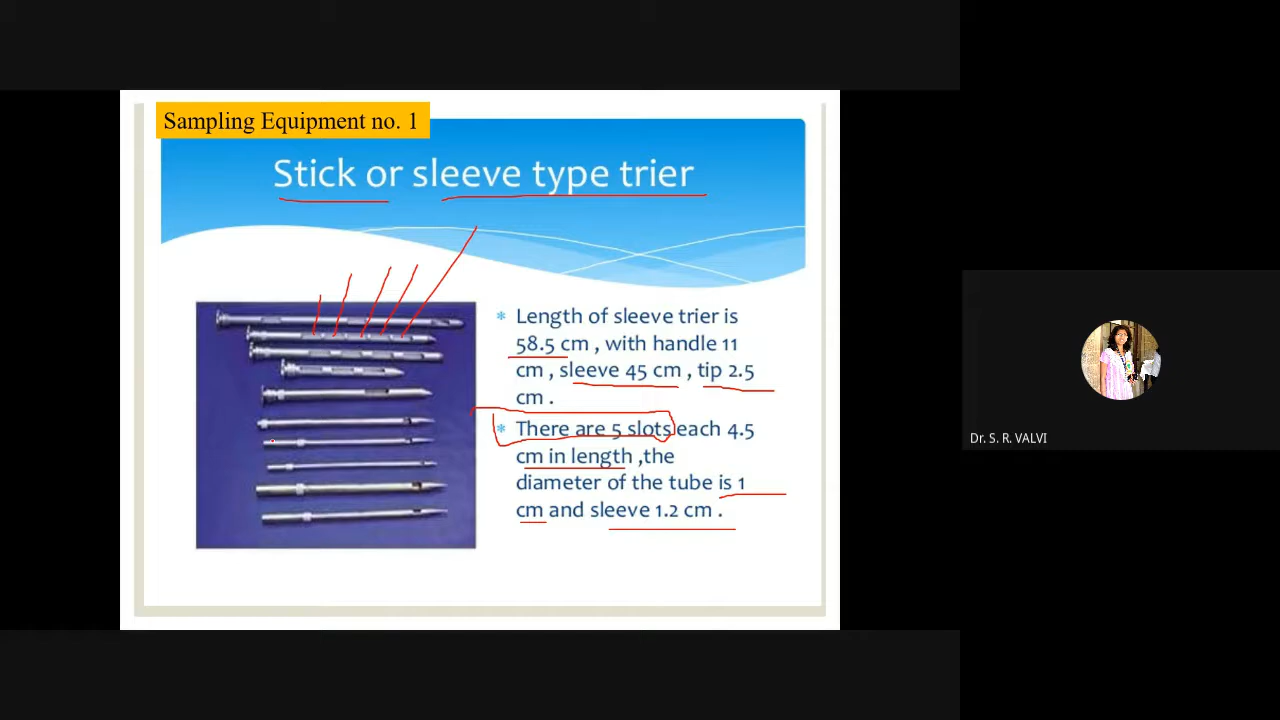 Sampling Equipment no. 1
Stick or sleeve type trier
* Length of sleeve trier is
58.5 cm , with handle 11
cm , sleeve 45 cm , tip 2.5
cm .
* There are 5 slots each 4.5
cm in length ,the
diameter of the tube is 1
cm and sleeve 1.2 cm .
Dr. S. R. VALVI